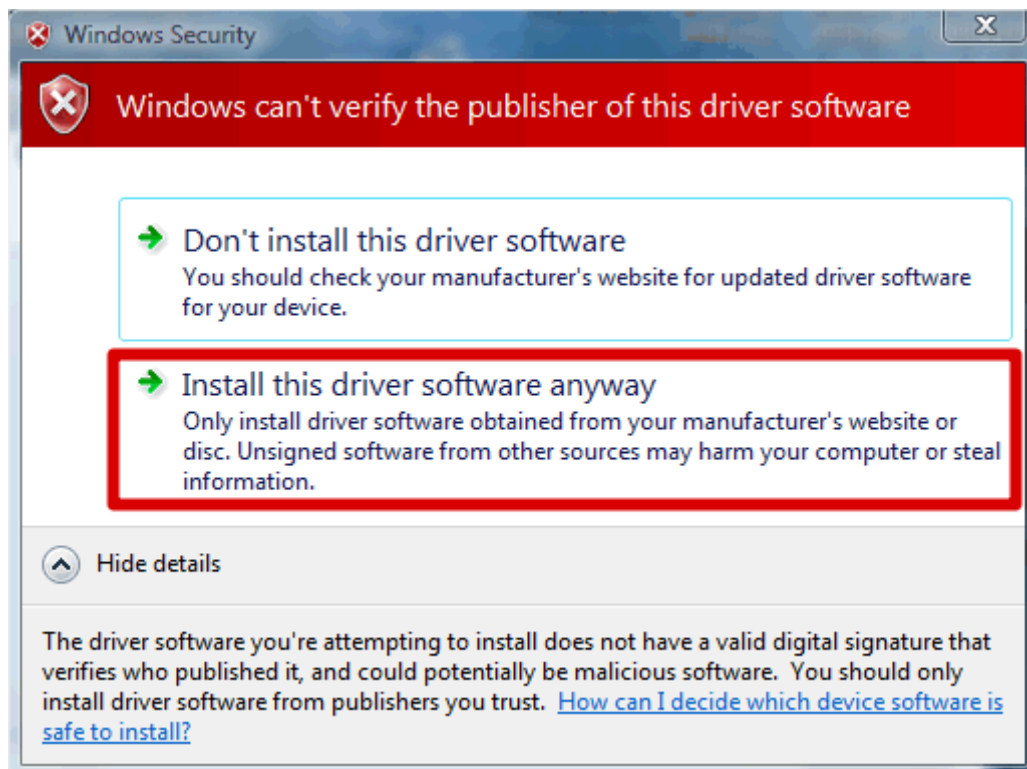 Windows Security
Windows can't verify the publisher of this driver software
Don't install this driver software
You should check your manufacturer's website for updated driver software
for your device.
Install this driver software anyway
Only install driver software obtained from your manufacturer's website or
disc. Unsigned software from other sources may harm your computer or steal
information.
Hide details
The driver software you're attempting to install does not have a valid digital signature that
verifies who published it, and could potentially be malicious software.  You should only
install driver software from publishers you trust.  How can I decide which device software is
safe to install?